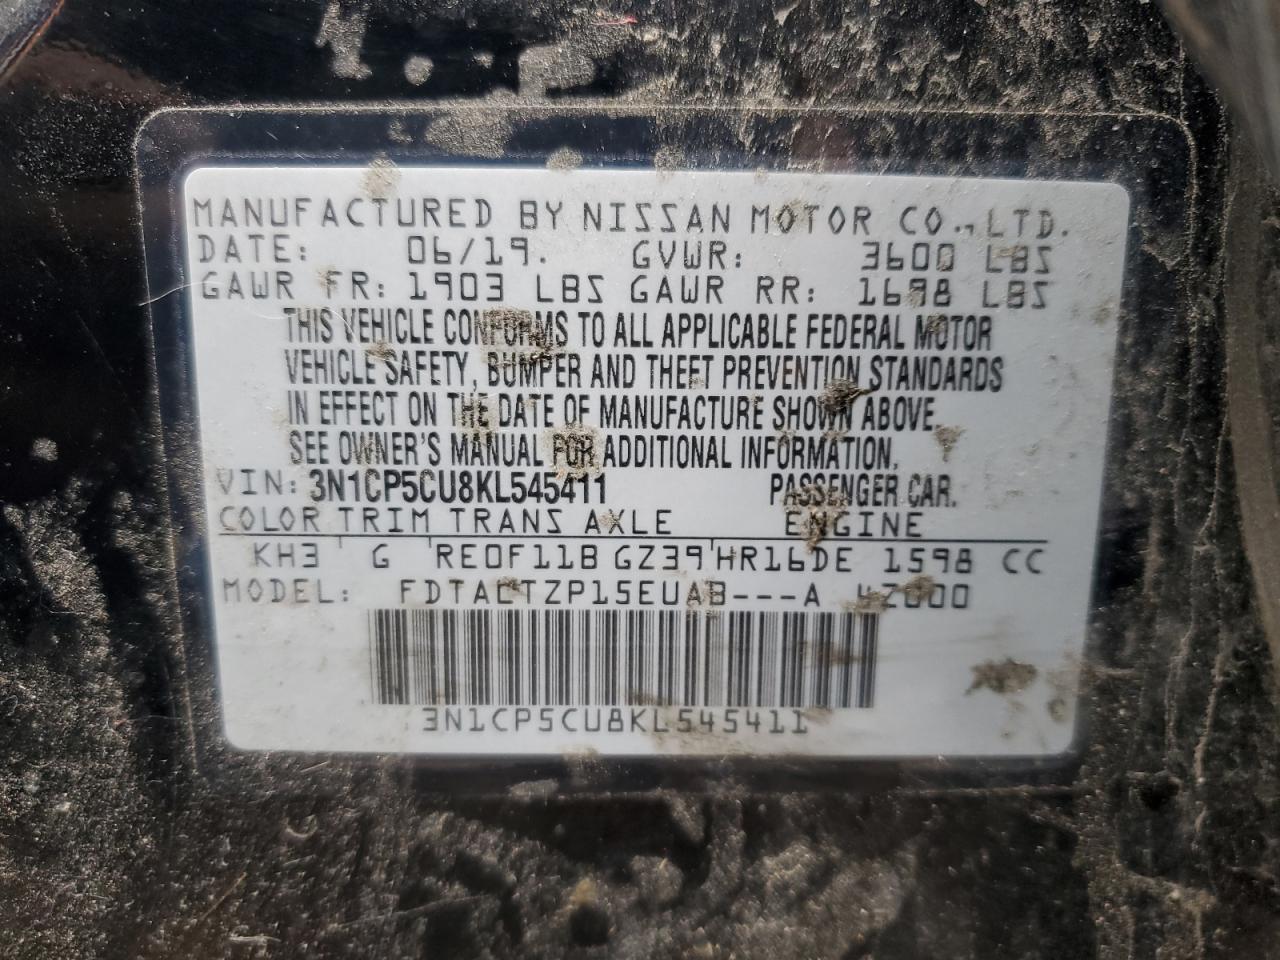 MANUFACTURED BY NISSAN MOTOR CO., LTD.
DATE: 06/19. GVWR: 3600 LBS
GAWR FR: 1903 LBS GAWR RR: 1698 LBS
THIS VEHICLE CONFORMS TO ALL APPLICABLE FEDERAL MOTOR
VEHICLE SAFETY, BUMPER AND THEFT PREVENTION STANDARDS
IN EFFECT ON THE DATE OF MANUFACTURE SHOWN ABOVE.
SEE OWNER'S MANUAL FOR ADDITIONAL INFORMATION.
VIN: 3N1CP5CU8KL545411 PASSENGER CAR.
COLOR TRIM TRANS AXLE ENGINE
KH3 G RE0F11B GZ39 HR16DE 1598 CC
MODEL: FDTALTZP15EUAB---A
3N1CP5CU8KL545411